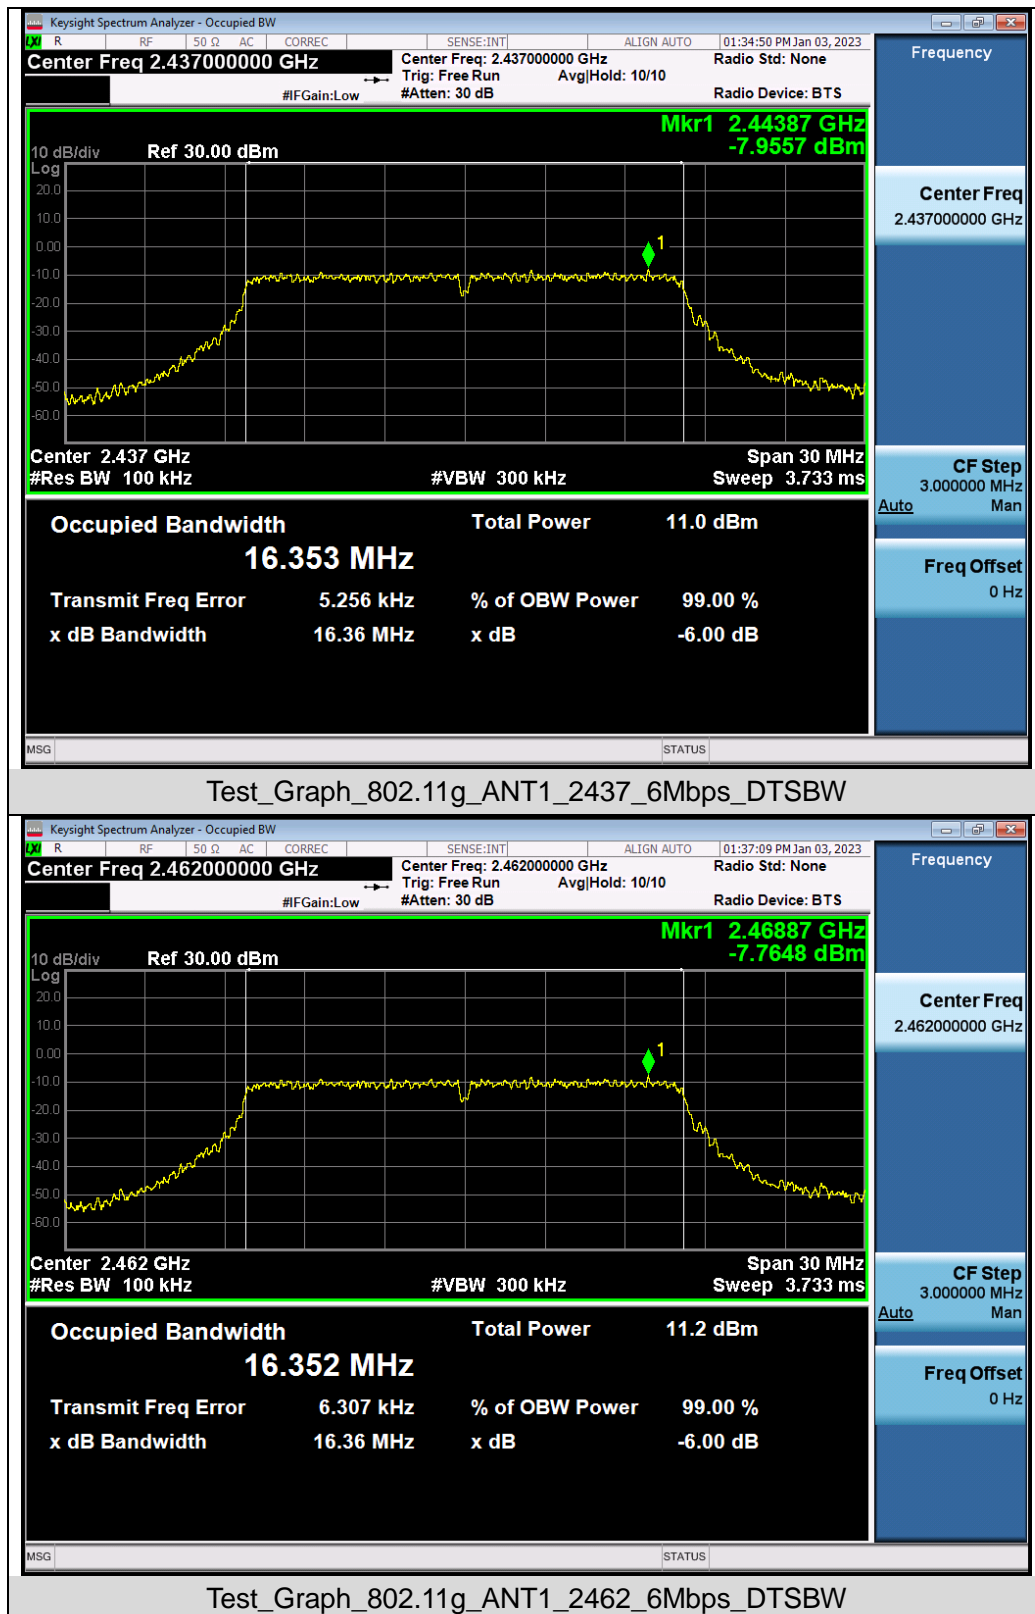 Keysight Spectrum Analyzer - Occupied BW
LXI R RF 50 Ω AC CORREC SENSE:INT ALIGN AUTO 01:34:50 PM Jan 03, 2023
Center Freq 2.437000000 GHz
Center Freq: 2.437000000 GHz
Radio Std: None
Trig: Free Run Avg|Hold: 10/10
#IFGain:Low
#Atten: 30 dB
Radio Device: BTS
Frequency
Mkr1 2.44387 GHz
-7.9557 dBm
10 dB/div Ref 30.00 dBm
Log
20.0
10.0
0.00
-10.0
-20.0
-30.0
-40.0
-50.0
-60.0
1
Center Freq
2.437000000 GHz
Center 2.437 GHz Span 30 MHz
#Res BW 100 kHz #VBW 300 kHz Sweep 3.733 ms
CF Step
3.000000 MHz
Auto Man
Freq Offset
0 Hz
Occupied Bandwidth Total Power 11.0 dBm
16.353 MHz
Transmit Freq Error 5.256 kHz % of OBW Power 99.00 %
x dB Bandwidth 16.36 MHz x dB -6.00 dB
MSG STATUS
Test_Graph_802.11g_ANT1_2437_6Mbps_DTSBW
Keysight Spectrum Analyzer - Occupied BW
LXI R RF 50 Ω AC CORREC SENSE:INT ALIGN AUTO 01:37:09 PM Jan 03, 2023
Center Freq 2.462000000 GHz
Center Freq: 2.462000000 GHz
Radio Std: None
Trig: Free Run Avg|Hold: 10/10
#IFGain:Low
#Atten: 30 dB
Radio Device: BTS
Frequency
Mkr1 2.46887 GHz
-7.7648 dBm
10 dB/div Ref 30.00 dBm
Log
20.0
10.0
0.00
-10.0
-20.0
-30.0
-40.0
-50.0
-60.0
1
Center Freq
2.462000000 GHz
Center 2.462 GHz Span 30 MHz
#Res BW 100 kHz #VBW 300 kHz Sweep 3.733 ms
CF Step
3.000000 MHz
Auto Man
Freq Offset
0 Hz
Occupied Bandwidth Total Power 11.2 dBm
16.352 MHz
Transmit Freq Error 6.307 kHz % of OBW Power 99.00 %
x dB Bandwidth 16.36 MHz x dB -6.00 dB
MSG STATUS
Test_Graph_802.11g_ANT1_2462_6Mbps_DTSBW